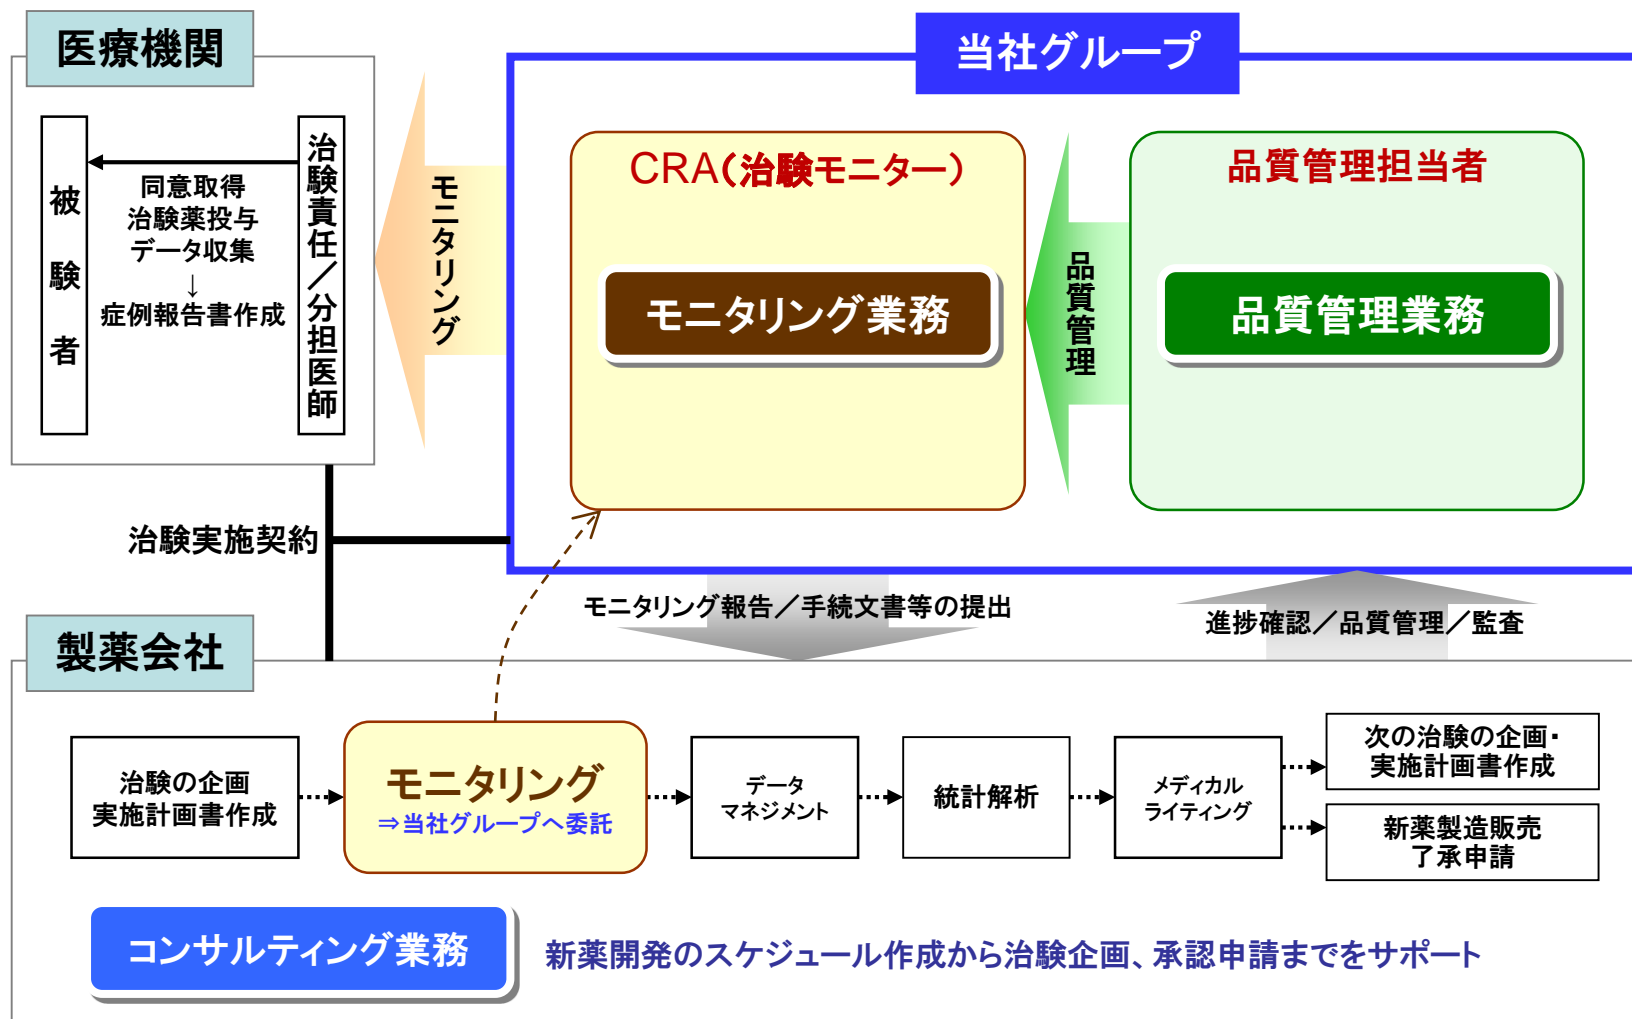 医療機関
当社グループ
被験者
同意取得
治験薬投与
データ収集
↓
症例報告書作成
治験責任／分担医師
モニタリング
CRA(治験モニター)
モニタリング業務
品質管理
品質管理担当者
品質管理業務
治験実施契約
モニタリング報告／手続文書等の提出
進捗確認／品質管理／監査
製薬会社
治験の企画
実施計画書作成
モニタリング
⇒当社グループへ委託
データ
マネジメント
統計解析
メディカル
ライティング
次の治験の企画・
実施計画書作成
新薬製造販売
了承申請
コンサルティング業務
新薬開発のスケジュール作成から治験企画、承認申請までをサポート